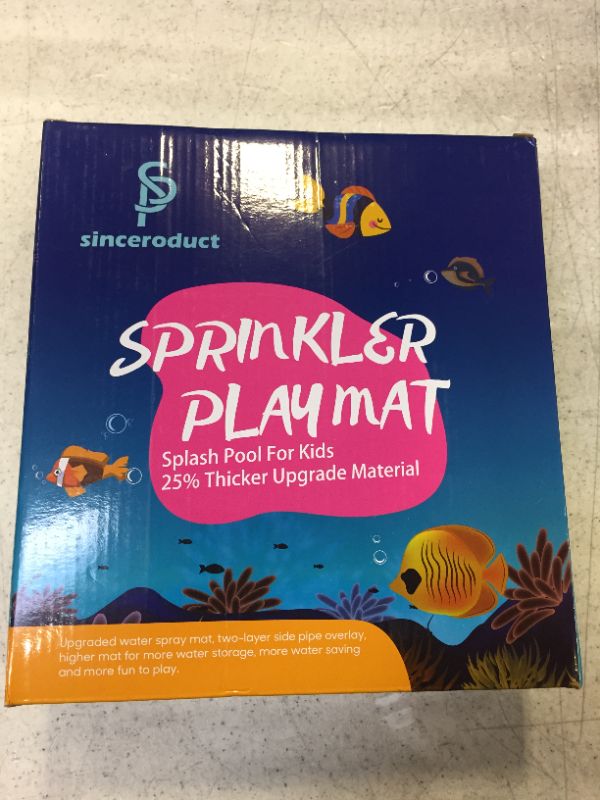 SP
sinceroduct
SPRINKLER
PLAY MAT
Splash Pool For Kids
25% Thicker Upgrade Material
Upgraded water spray mat, two-layer side pipe overlay,
higher mat for more water storage, more water saving
and more fun to play.